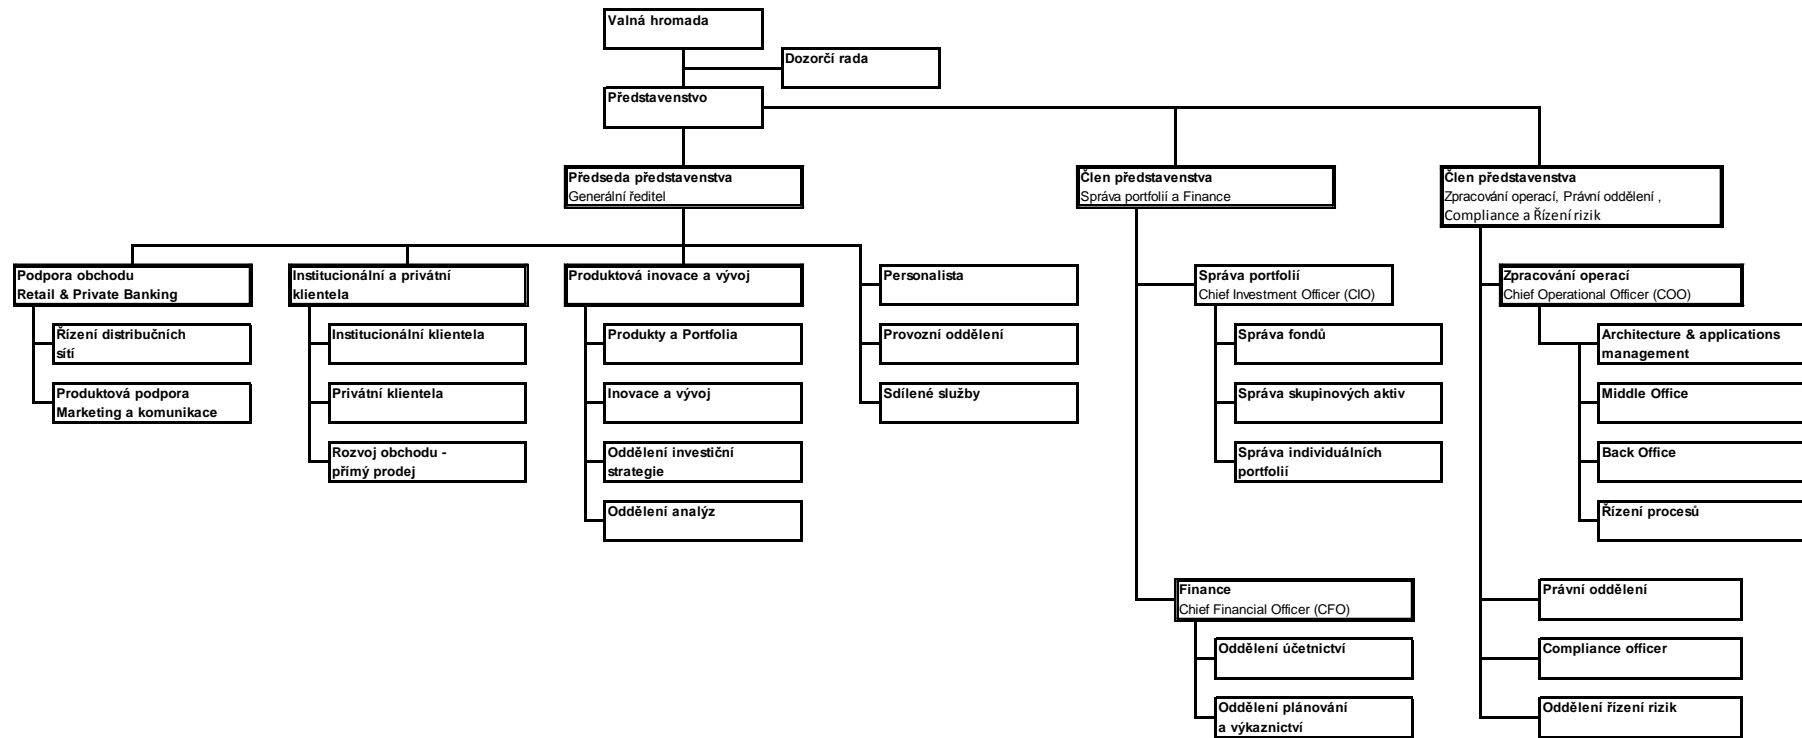 Valná hromada
Dozorčí rada
Představenstvo
Předseda představenstva
Generální ředitel
Člen představenstva
Správa portfolií a Finance
Člen představenstva
Zpracování operací, Právní oddělení ,
Compliance a Řízení rizik
Podpora obchodu
Retail & Private Banking
Institucionální a privátní
klientela
Produktová inovace a vývoj
Personalista
Správa portfolií
Chief Investment Officer (CIO)
Zpracování operací
Chief Operational Officer (COO)
Řízení distribučních
sítí
Institucionální klientela
Produkty a Portfolia
Provozní oddělení
Správa fondů
Architecture & applications
management
Produktová podpora
Marketing a komunikace
Privátní klientela
Inovace a vývoj
Sdílené služby
Správa skupinových aktiv
Middle Office
Rozvoj obchodu -
přímý prodej
Oddělení investiční
strategie
Správa individuálních
portfolií
Back Office
Oddělení analýz
Řízení procesů
Finance
Chief Financial Officer (CFO)
Právní oddělení
Oddělení účetnictví
Compliance officer
Oddělení plánování
a výkaznictví
Oddělení řízení rizik